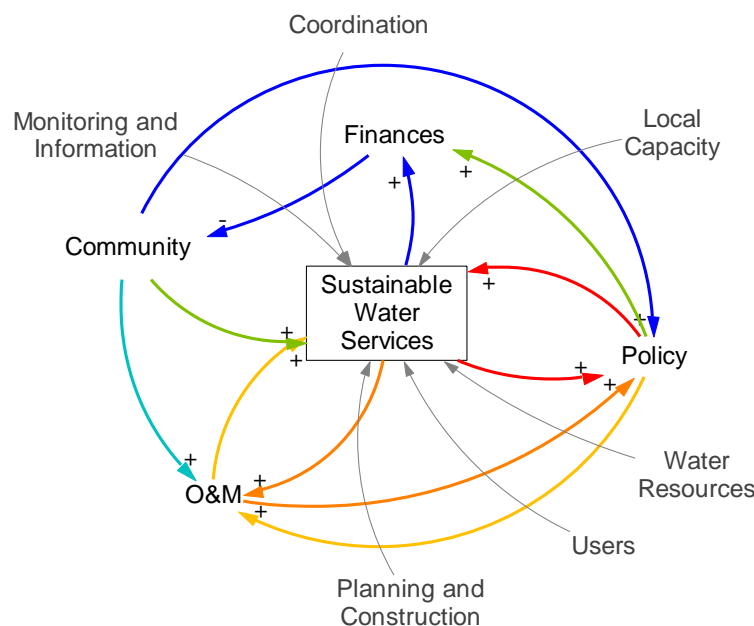 Coordination
Monitoring and
Information
Finances
Local
Capacity
+
+
-
Community
Sustainable
Water
Services
+
+
+
+
Policy
+
+
+
Water
Resources
+
+
O&M
+
Users
Planning and
Construction